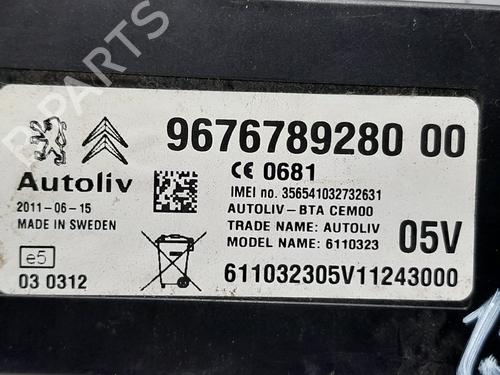 9676789280 00
CE 0681
IMEI no. 356541032732631
AUTOLIV-BTA CEM00
TRADE NAME: AUTOLIV
MODEL NAME: 6110323
05V
Autoliv
2011-06-15
MADE IN SWEDEN
e5
03 0312
611032305V11243000
B-PARTS